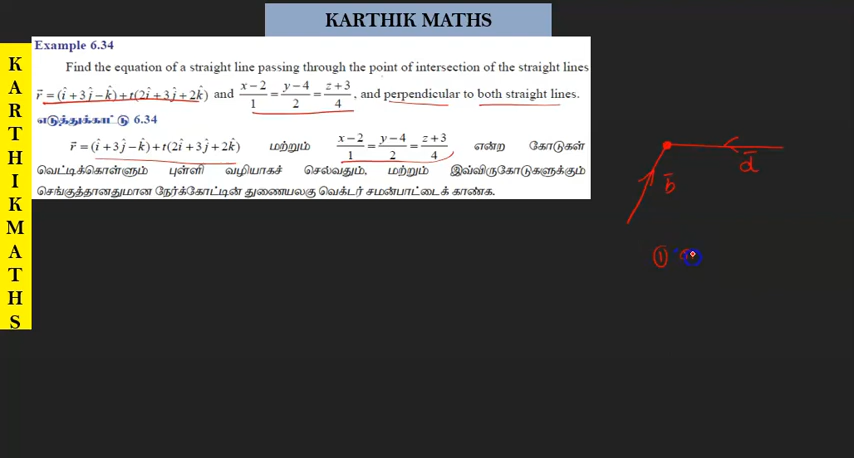 KARTHIK MATHS
KARTHIKMATHS
Example 6.34
Find the equation of a straight line passing through the point of intersection of the straight lines
r⃗ = (î + 3ĵ − k̂) + t(2î + 3ĵ + 2k̂) and (x−2)/1 = (y−4)/2 = (z+3)/4, and perpendicular to both straight lines.
எடுத்துக்காட்டு 6.34
r⃗ = (î + 3ĵ − k̂) + t(2î + 3ĵ + 2k̂) மற்றும் (x−2)/1 = (y−4)/2 = (z+3)/4 என்ற கோடுகள்
வெட்டிக்கொள்ளும் புள்ளி வழியாகச் செல்வதும், மற்றும் இவ்விருகோடுகளுக்கும்
செங்குத்தானதுமான நேர்க்கோட்டின் துணையலகு வெக்டர் சமன்பாட்டைக் காண்க.
b̄
d̄
①